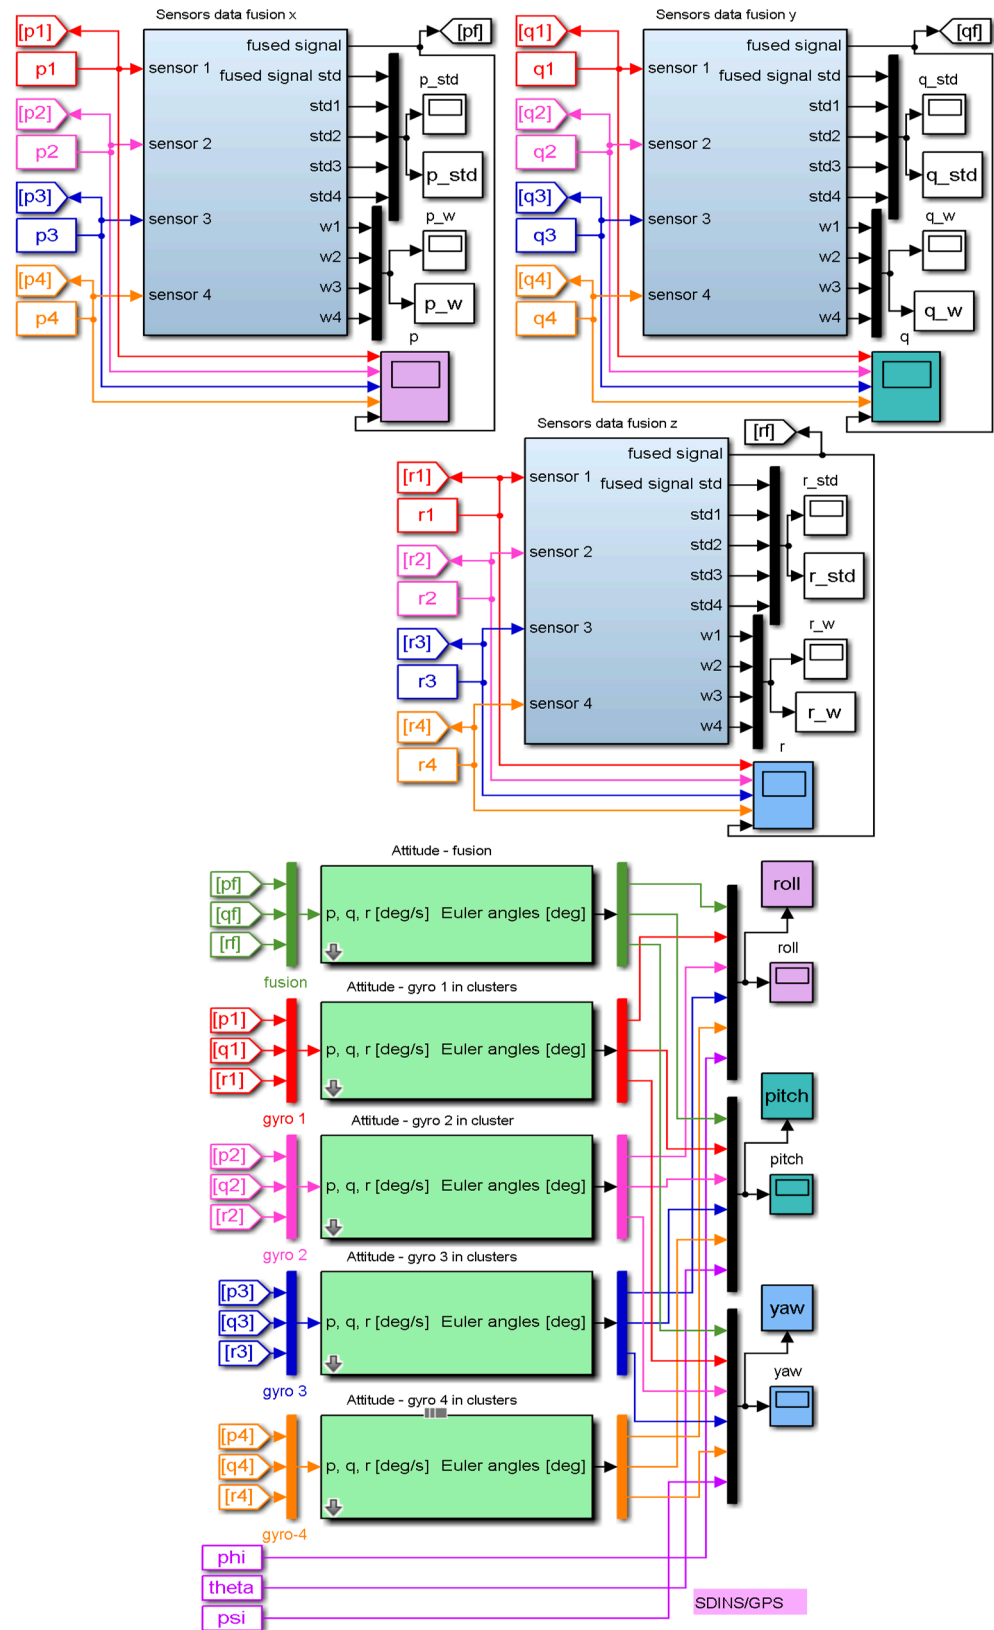 Sensors data fusion x
[p1]
p1
[p2]
p2
[p3]
p3
[p4]
p4
sensor 1
sensor 2
sensor 3
sensor 4
fused signal
fused signal std
std1
std2
std3
std4
w1
w2
w3
w4
[pf]
p_std
p_std
p_w
p_w
p
Sensors data fusion y
[q1]
q1
[q2]
q2
[q3]
q3
[q4]
q4
sensor 1
sensor 2
sensor 3
sensor 4
fused signal
fused signal std
std1
std2
std3
std4
w1
w2
w3
w4
[qf]
q_std
q_std
q_w
q_w
q
Sensors data fusion z
[r1]
r1
[r2]
r2
[r3]
r3
[r4]
r4
sensor 1
sensor 2
sensor 3
sensor 4
fused signal
fused signal std
std1
std2
std3
std4
w1
w2
w3
w4
[rf]
r_std
r_std
r_w
r_w
r
Attitude - fusion
[pf]
[qf]
[rf]
p, q, r [deg/s] Euler angles [deg]
fusion
Attitude - gyro 1 in clusters
[p1]
[q1]
[r1]
p, q, r [deg/s] Euler angles [deg]
gyro 1
Attitude - gyro 2 in cluster
[p2]
[q2]
[r2]
p, q, r [deg/s] Euler angles [deg]
gyro 2
Attitude - gyro 3 in clusters
[p3]
[q3]
[r3]
p, q, r [deg/s] Euler angles [deg]
gyro 3
Attitude - gyro 4 in clusters
[p4]
[q4]
[r4]
p, q, r [deg/s] Euler angles [deg]
gyro-4
phi
theta
psi
roll
roll
pitch
pitch
yaw
yaw
SDINS/GPS